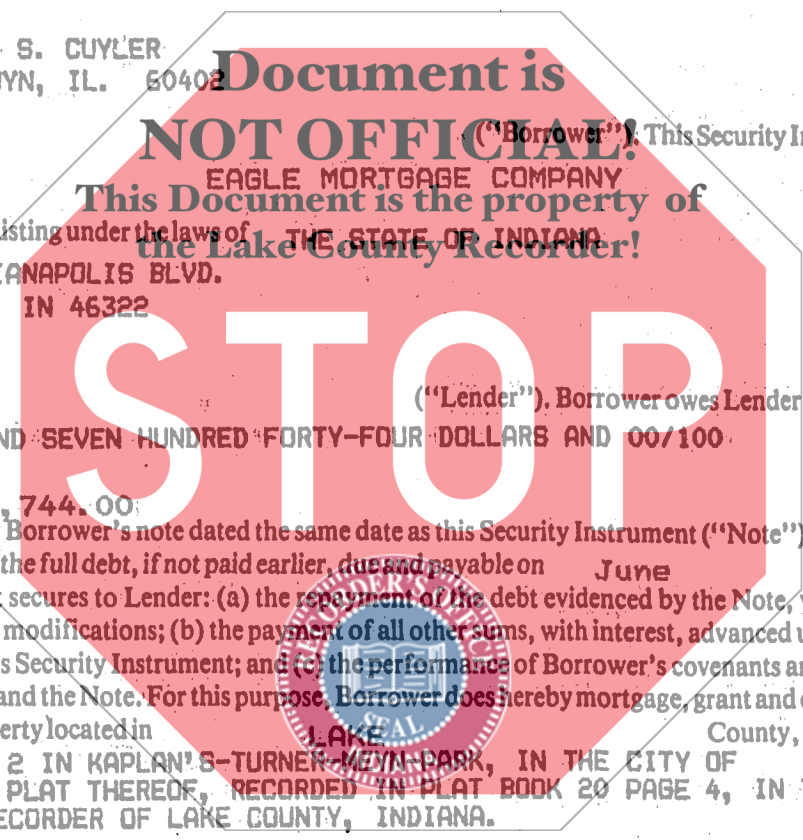 S. CUYLER
YN, IL. 60402
Document is
NOT OFFICIAL!
("Borrower"). This Security In
EAGLE MORTGAGE COMPANY
This Document is the property of
isting under the laws of THE STATE OF INDIANA
the Lake County Recorder!
IANAPOLIS BLVD.
IN 46322
STOP
("Lender"). Borrower owes Lender
ND SEVEN HUNDRED FORTY-FOUR DOLLARS AND 00/100
, 744.00
Borrower's note dated the same date as this Security Instrument ("Note")
the full debt, if not paid earlier, due and payable on June
secures to Lender: (a) the repayment of the debt evidenced by the Note,
modifications; (b) the payment of all other sums, with interest, advanced u
s Security Instrument; and (c) the performance of Borrower's covenants a
and the Note. For this purpose, Borrower does hereby mortgage, grant and
erty located in LAKE County,
SEAL
2 IN KAPLAN'S-TURNER-MEYN-PARK, IN THE CITY OF
PLAT THEREOF, RECORDED IN PLAT BOOK 20 PAGE 4, IN
ECORDER OF LAKE COUNTY, INDIANA.